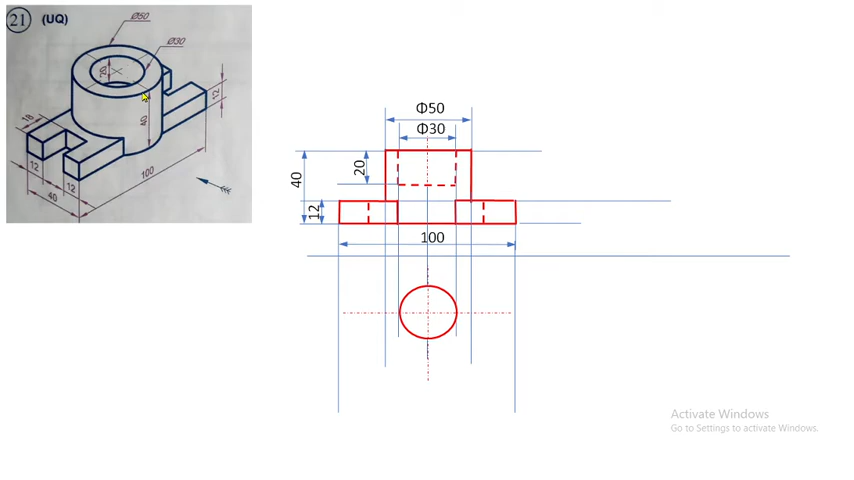 21 (UQ)
Ø50
Ø30
20
12
40
18
12
12
40
100
Φ50
Φ30
20
40
12
100
Activate Windows
Go to Settings to activate Windows.